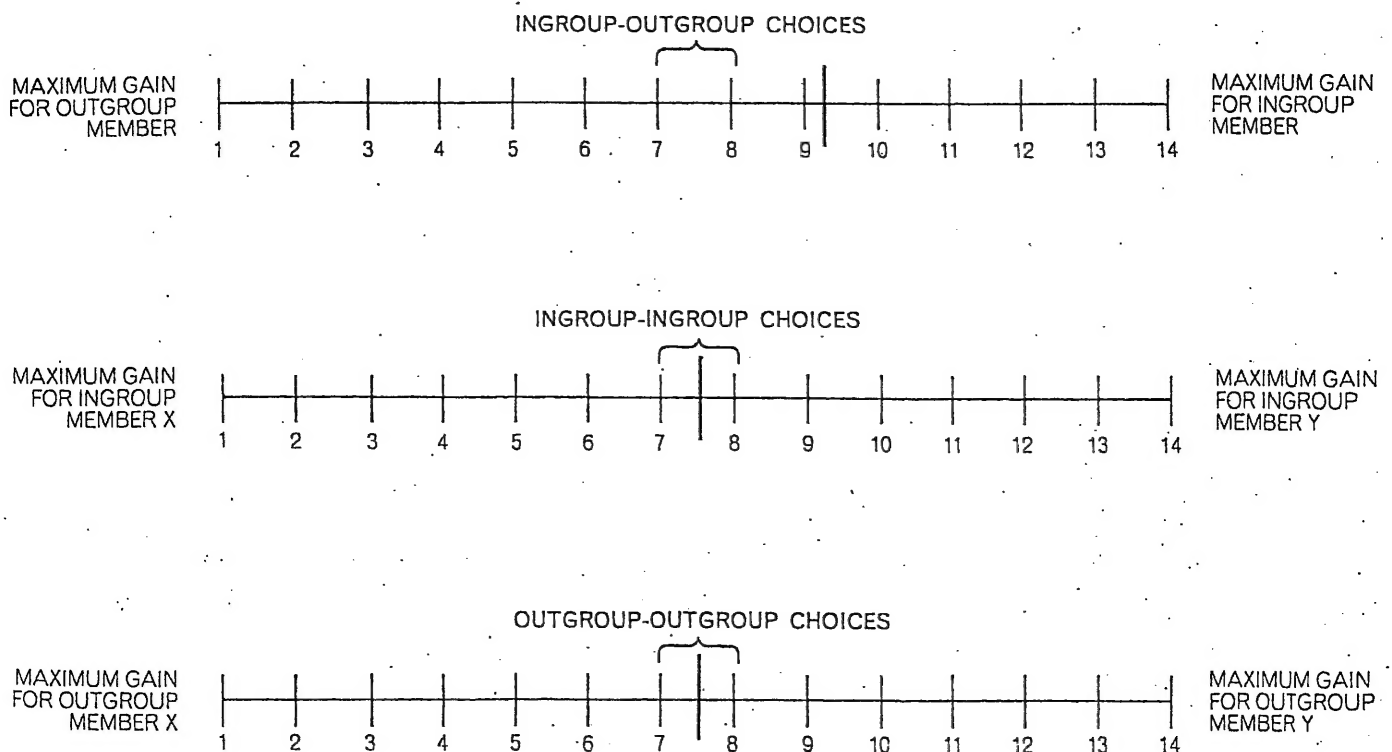 INGROUP-OUTGROUP CHOICES
MAXIMUM GAIN
FOR OUTGROUP
MEMBER
1 2 3 4 5 6 7 8 9 10 11 12 13 14
MAXIMUM GAIN
FOR INGROUP
MEMBER
INGROUP-INGROUP CHOICES
MAXIMUM GAIN
FOR INGROUP
MEMBER X
1 2 3 4 5 6 7 8 9 10 11 12 13 14
MAXIMUM GAIN
FOR INGROUP
MEMBER Y
OUTGROUP-OUTGROUP CHOICES
MAXIMUM GAIN
FOR OUTGROUP
MEMBER X
1 2 3 4 5 6 7 8 9 10 11 12 13 14
MAXIMUM GAIN
FOR OUTGROUP
MEMBER Y